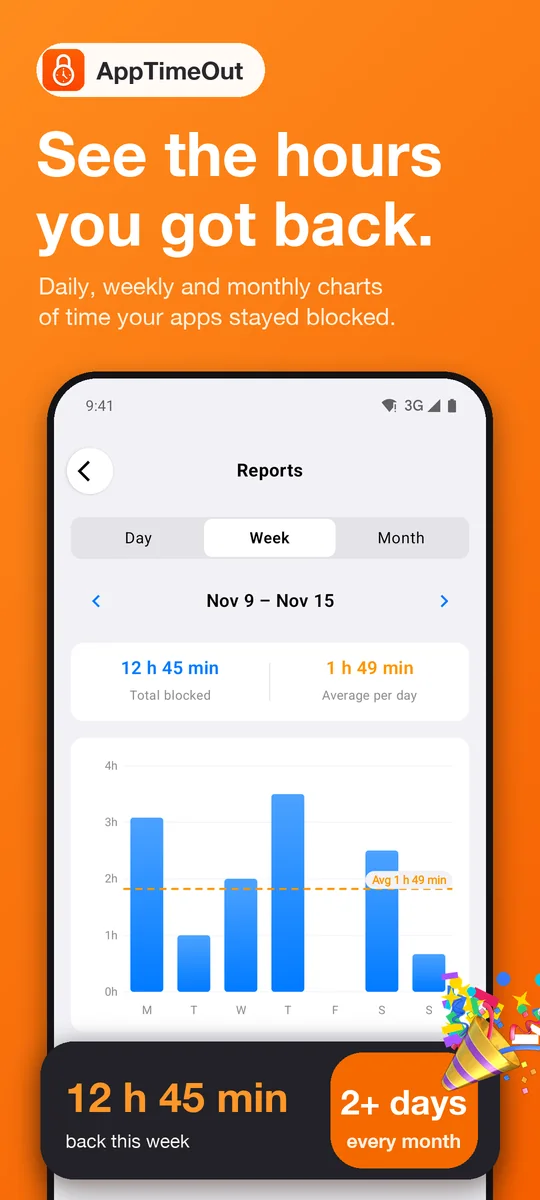 AppTimeOut
See the hours
you got back.
Daily, weekly and monthly charts
of time your apps stayed blocked.
9:41
3G
Reports
Day Week Month
Nov 9 – Nov 15
12 h 45 min 1 h 49 min
Total blocked Average per day
4h
3h
2h
Avg 1 h 49 min
1h
0h
M T W T F S S
12 h 45 min
back this week
2+ days
every month